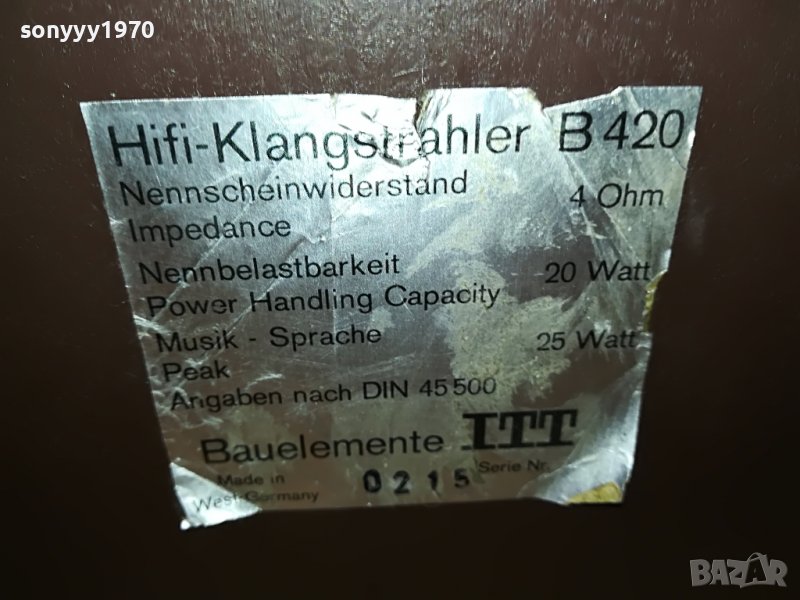 sonyyy1970
Hifi-Klangstrahler B 420
Nennscheinwiderstand 4 Ohm
Impedance
Nennbelastbarkeit 20 Watt
Power Handling Capacity
Musik - Sprache 25 Watt
Peak
Angaben nach DIN 45 500
Bauelemente ITT
Made in Serie Nr.
West-Germany 0215
BAZAR